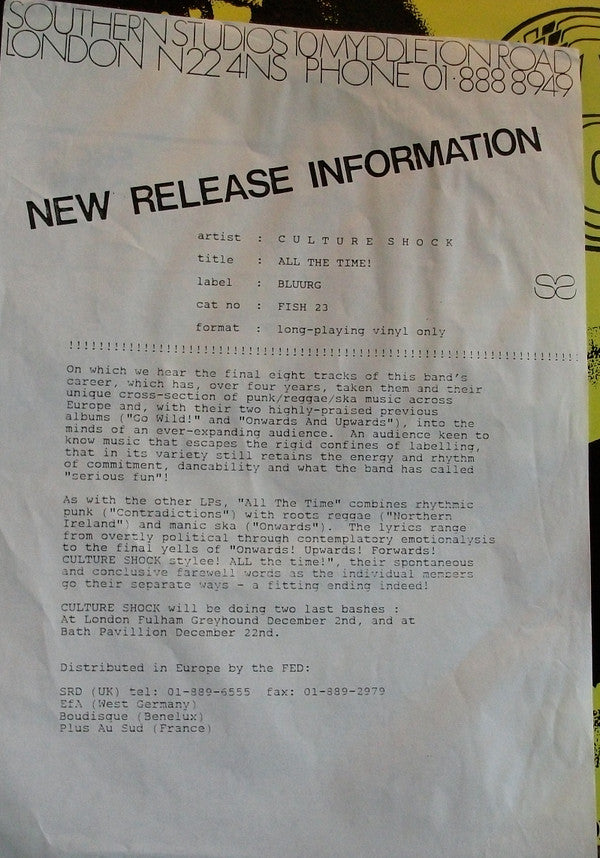 SOUTHERN STUDIOS 10 MYDDLETON ROAD
LONDON N22 4NS PHONE 01·888 8949
NEW RELEASE INFORMATION
artist : C U L T U R E S H O C K
title : ALL THE TIME!
label : BLUURG
cat no : FISH 23
format : long-playing vinyl only
!!!!!!!!!!!!!!!!!!!!!!!!!!!!!!!!!!!!!!!!!!!!!!!!!!!!!!!!!!!!!!!
On which we hear the final eight tracks of this band's
career, which has, over four years, taken them and their
unique cross-section of punk/reggae/ska music across
Europe and, with their two highly-praised previous
albums ("Go Wild!" and "Onwards And Upwards"), into the
minds of an ever-expanding audience. An audience keen to
know music that escapes the rigid confines of labelling,
that in its variety still retains the energy and rhythm
of commitment, dancability and what the band has called
"serious fun"!
As with the other LPs, "All The Time" combines rhythmic
punk ("Contradictions") with roots reggae ("Northern
Ireland") and manic ska ("Onwards"). The lyrics range
from overtly political through contemplatory emotionalysis
to the final yells of "Onwards! Upwards! Forwards!
CULTURE SHOCK stylee! ALL the time!", their spontaneous
and conclusive farewell words as the individual members
go their separate ways - a fitting ending indeed!
CULTURE SHOCK will be doing two last bashes :
At London Fulham Greyhound December 2nd, and at
Bath Pavillion December 22nd.
Distributed in Europe by the FED:
SRD (UK) tel: 01-889-6555 fax: 01-889-2979
EfA (West Germany)
Boudisque (Benelux)
Plus Au Sud (France)